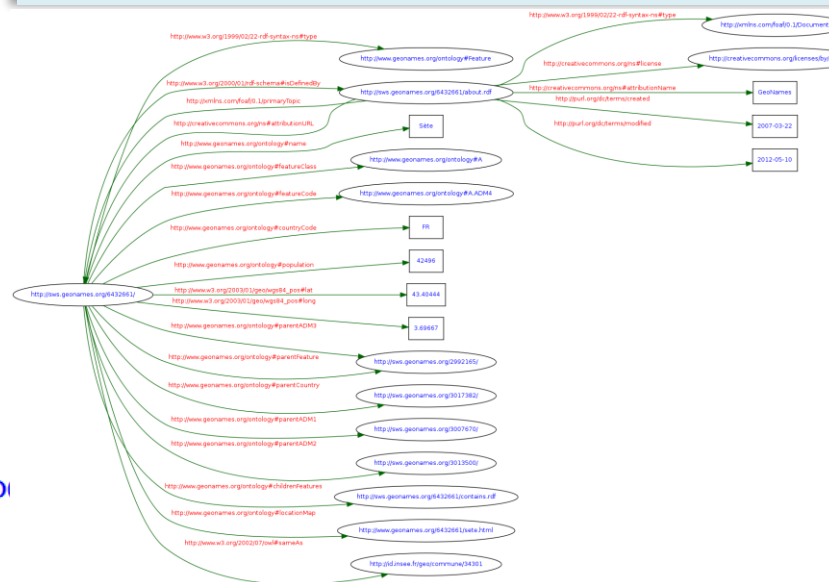 http://www.w3.org/1999/02/22-rdf-syntax-ns#type
http://xmlns.com/foaf/0.1/Document
http://www.w3.org/1999/02/22-rdf-syntax-ns#type
http://www.geonames.org/ontology#Feature
http://creativecommons.org/ns#license
http://creativecommons.org/licenses/by/
http://www.w3.org/2000/01/rdf-schema#isDefinedBy
http://sws.geonames.org/6432661/about.rdf
http://creativecommons.org/ns#attributionName
GeoNames
http://xmlns.com/foaf/0.1/primaryTopic
http://purl.org/dc/terms/created
http://creativecommons.org/ns#attributionURL
Sète
http://purl.org/dc/terms/modified
2007-03-22
http://www.geonames.org/ontology#name
http://www.geonames.org/ontology#A
2012-05-10
http://www.geonames.org/ontology#featureClass
http://www.geonames.org/ontology#featureCode
http://www.geonames.org/ontology#A.ADM4
http://www.geonames.org/ontology#countryCode
FR
http://www.geonames.org/ontology#population
42496
http://sws.geonames.org/6432661/
http://www.w3.org/2003/01/geo/wgs84_pos#lat
43.40444
http://www.w3.org/2003/01/geo/wgs84_pos#long
http://www.geonames.org/ontology#parentADM3
3.69667
http://www.geonames.org/ontology#parentFeature
http://sws.geonames.org/2992165/
http://www.geonames.org/ontology#parentCountry
http://sws.geonames.org/3017382/
http://www.geonames.org/ontology#parentADM1
http://sws.geonames.org/3007670/
http://www.geonames.org/ontology#parentADM2
http://sws.geonames.org/3013500/
http://www.geonames.org/ontology#childrenFeatures
http://sws.geonames.org/6432661/contains.rdf
http://www.geonames.org/ontology#locationMap
http://www.geonames.org/6432661/sete.html
http://www.w3.org/2002/07/owl#sameAs
http://id.insee.fr/geo/commune/34301